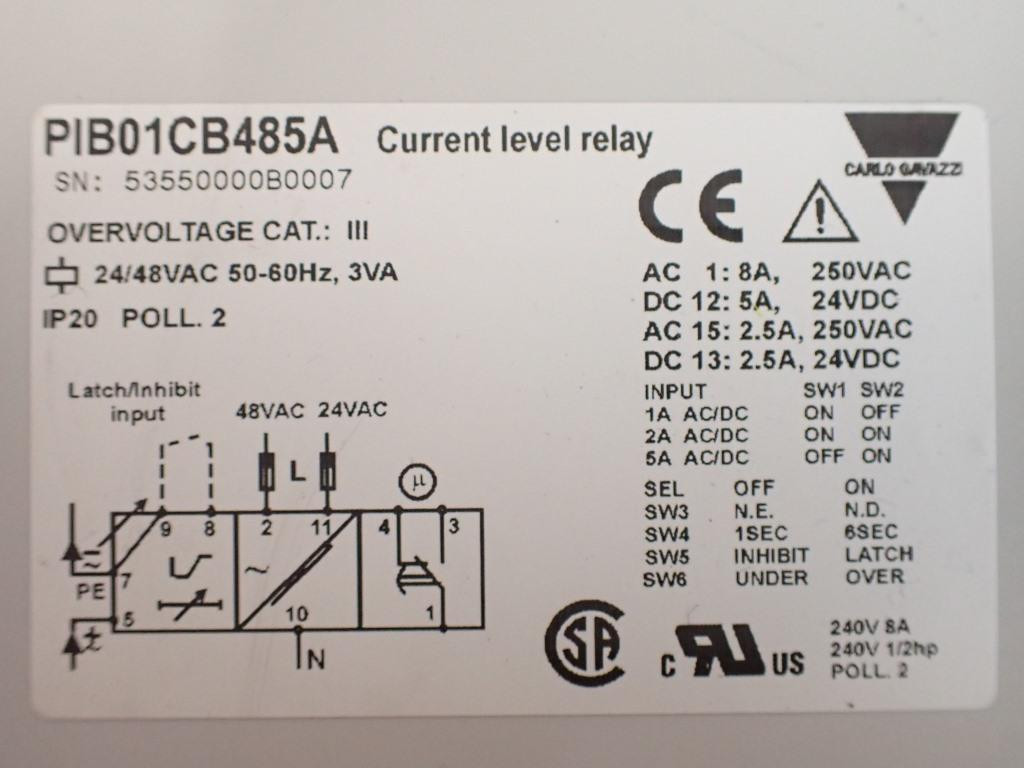 PIB01CB485A Current level relay
CARLO GAVAZZI
SN: 53550000B0007
CE
OVERVOLTAGE CAT.: III
24/48VAC 50-60Hz, 3VA
IP20 POLL. 2
AC 1: 8A, 250VAC
DC 12: 5A, 24VDC
AC 15: 2.5A, 250VAC
DC 13: 2.5A, 24VDC
INPUT SW1 SW2
1A AC/DC ON OFF
2A AC/DC ON ON
5A AC/DC OFF ON
SEL OFF ON
SW3 N.E. N.D.
SW4 1SEC 6SEC
SW5 INHIBIT LATCH
SW6 UNDER OVER
Latch/Inhibit
input
48VAC 24VAC
L
μ
9 8 2 11 4 3
7
PE
5 10 1
N
SA
C RU US
240V 8A
240V 1/2hp
POLL. 2